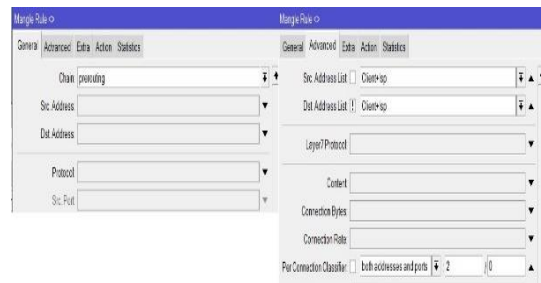 Mangle Rule
General Advanced Extra Action Statistics
Chain prerouting
Src. Address
Dst. Address
Protocol
Src. Port
Mangle Rule
General Advanced Extra Action Statistics
Src. Address List Client+isp
Dst. Address List ! Client+isp
Layer7 Protocol
Content
Connection Bytes
Connection Rate
Per Connection Classifier both addresses and ports 2 / 0